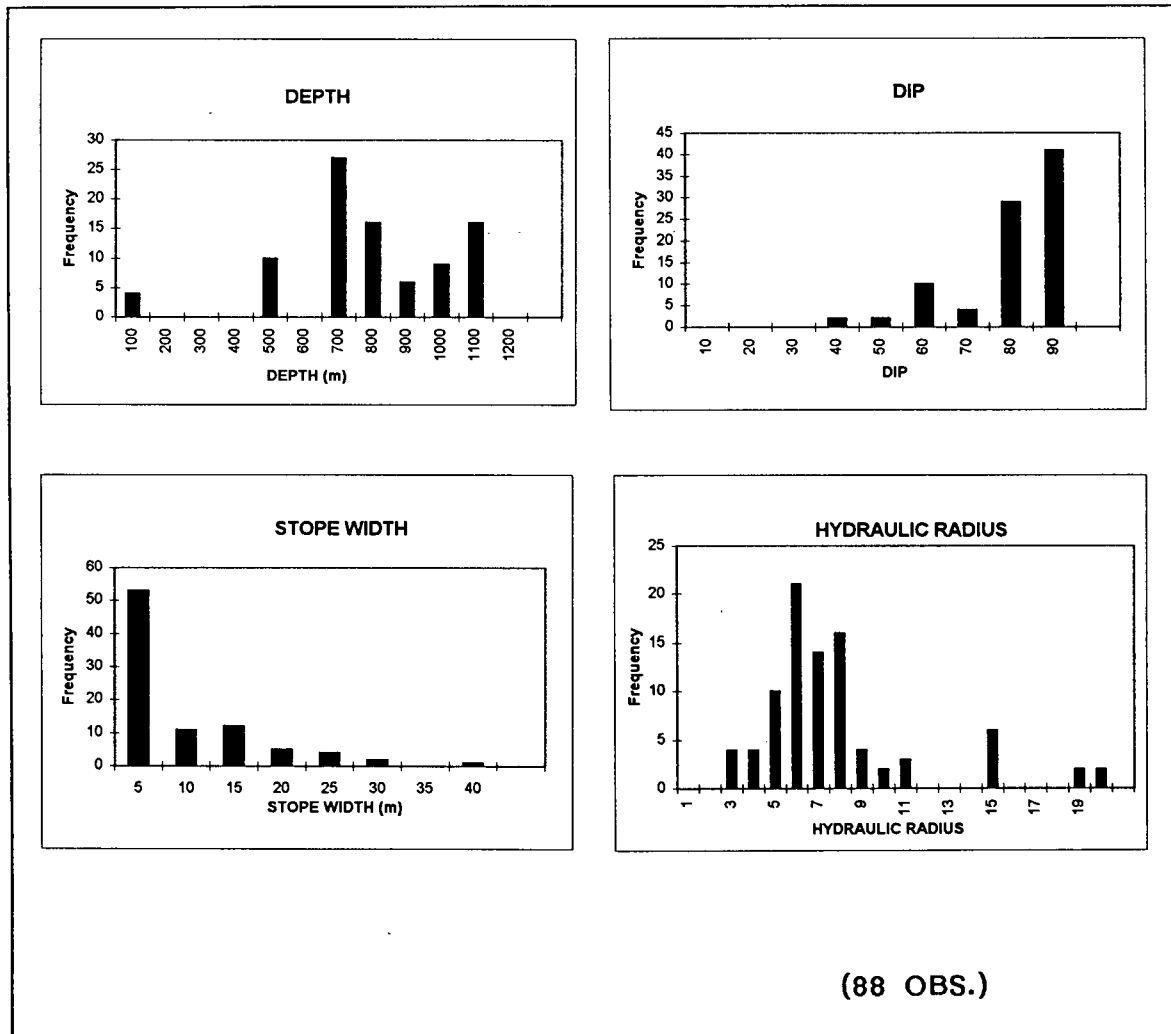 DEPTH
30
25
20
15
10
5
0
Frequency
100 200 300 400 500 600 700 800 900 1000 1100 1200
DEPTH (m)
DIP
45
40
35
30
25
20
15
10
5
0
Frequency
10 20 30 40 50 60 70 80 90
DIP
STOPE WIDTH
60
50
40
30
20
10
0
Frequency
5 10 15 20 25 30 35 40
STOPE WIDTH (m)
HYDRAULIC RADIUS
25
20
15
10
5
0
Frequency
1 3 5 7 9 11 13 15 17 19
HYDRAULIC RADIUS
(88 OBS.)